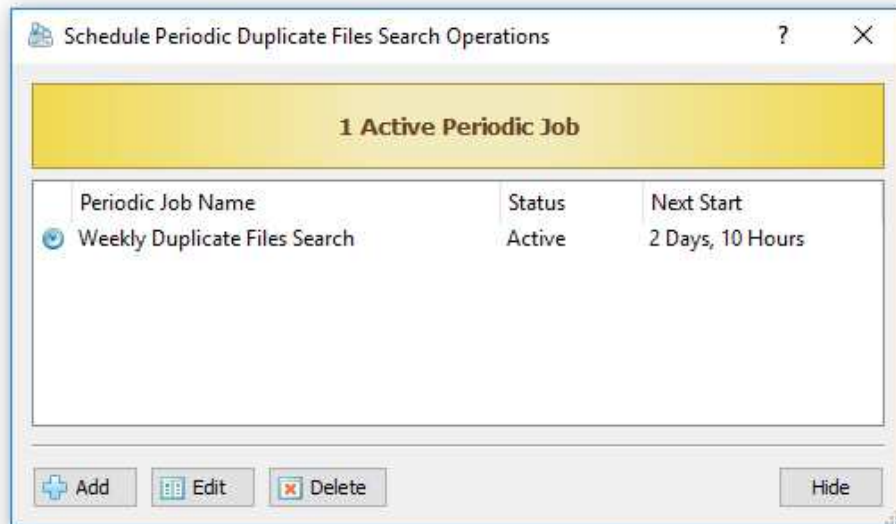 Schedule Periodic Duplicate Files Search Operations ?
1 Active Periodic Job
Periodic Job Name Status Next Start
Weekly Duplicate Files Search Active 2 Days, 10 Hours
Add Edit Delete Hide